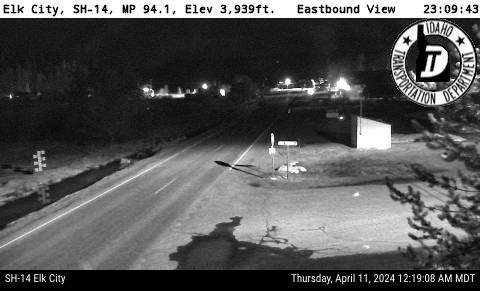 Elk City, SH-14, MP 94.1, Elev 3,939ft. Eastbound View 23:09:43
IDAHO
TRANSPORTATION DEPARTMENT
SH-14 Elk City Thursday, April 11, 2024 12:19:08 AM MDT